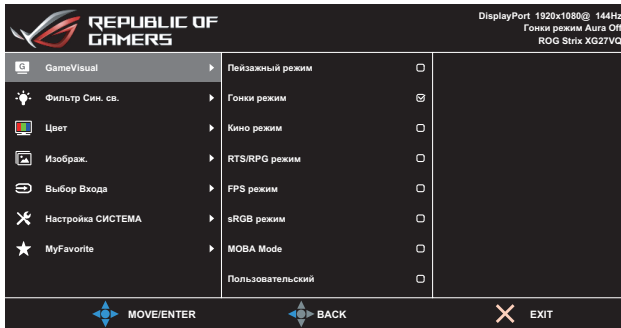 REPUBLIC OF
GAMERS
DisplayPort 1920x1080@ 144Hz
Гонки режим Aura Off
ROG Strix XG27VQ
G GameVisual
Фильтр Син. св.
Цвет
Изображ.
Выбор Входа
Настройка СИСТЕМА
MyFavorite
Пейзажный режим
Гонки режим
Кино режим
RTS/RPG режим
FPS режим
sRGB режим
MOBA Mode
Пользовательский
MOVE/ENTER
BACK
EXIT